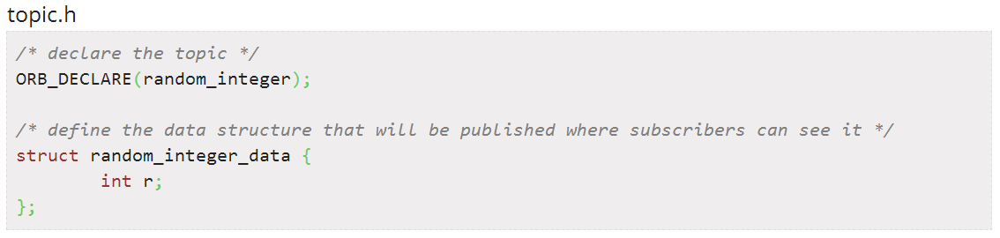 topic.h
/* declare the topic */
ORB_DECLARE(random_integer);
/* define the data structure that will be published where subscribers can see it */
struct random_integer_data {
int r;
};